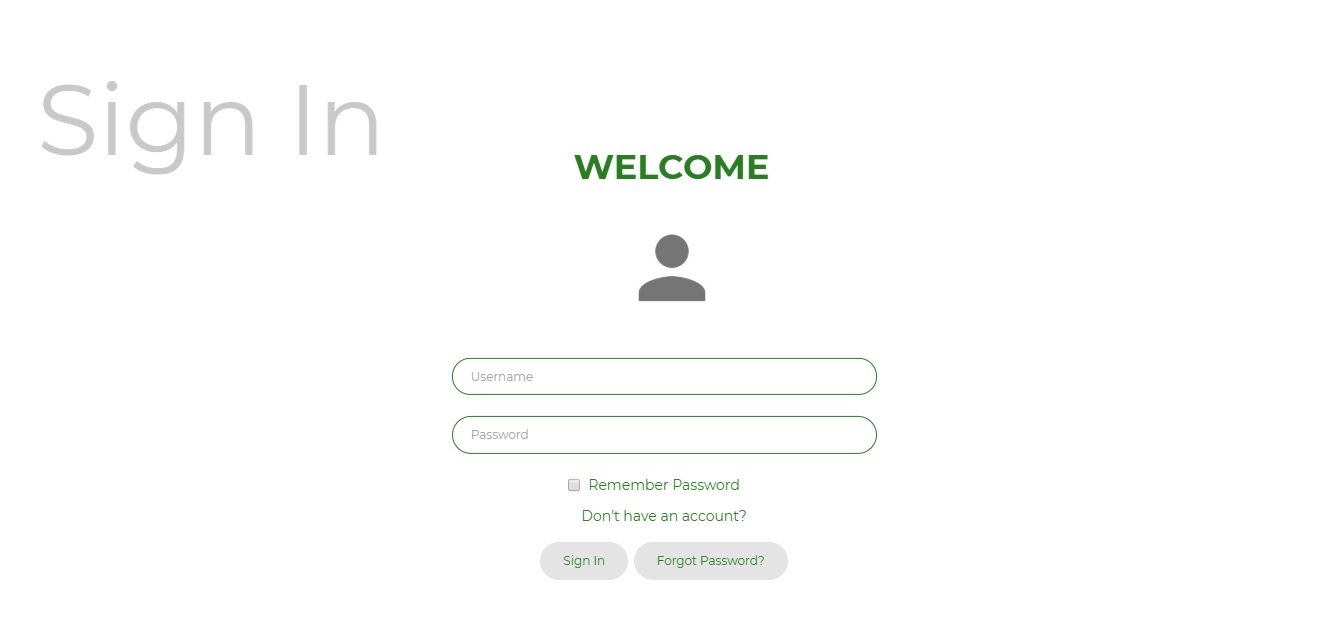 Sign In
WELCOME
Username
Password
Remember Password
Don't have an account?
Sign In
Forgot Password?